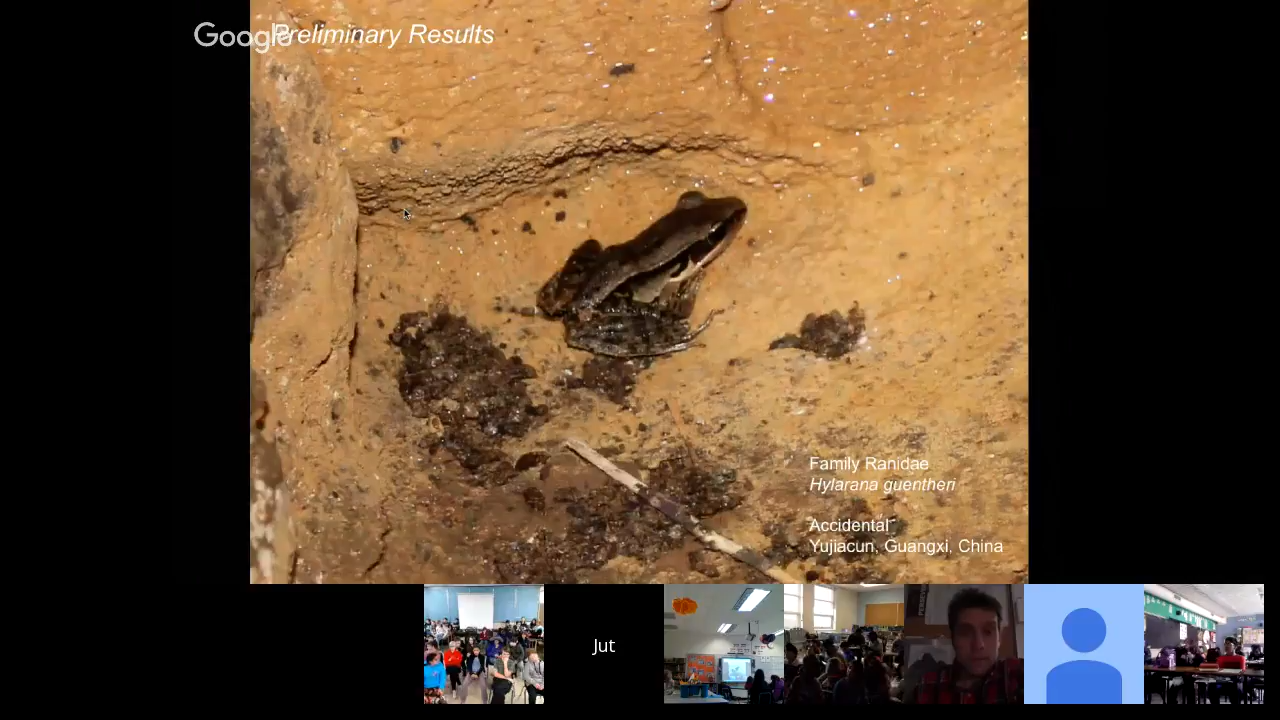 Google
Preliminary Results
Family Ranidae
Hylarana guentheri
Accidental
Yujiacun, Guangxi, China
Jut